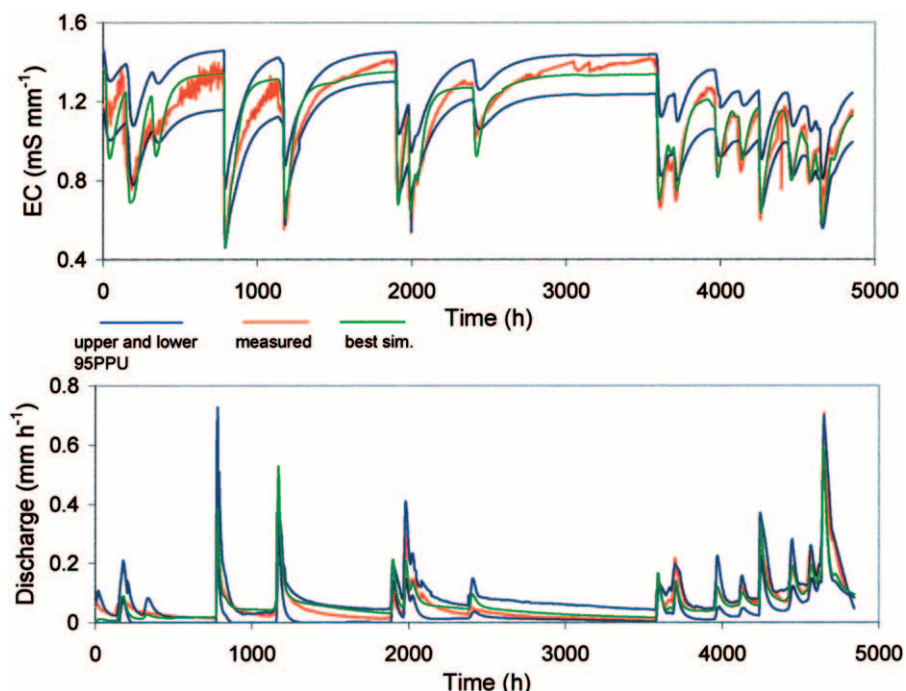 1.6
1.2
0.8
0.4
EC (mS mm⁻¹)
0 1000 2000 3000 4000 5000
Time (h)
upper and lower
95PPU
measured
best sim.
0.8
0.6
0.4
0.2
0
Discharge (mm h⁻¹)
0 1000 2000 3000 4000 5000
Time (h)